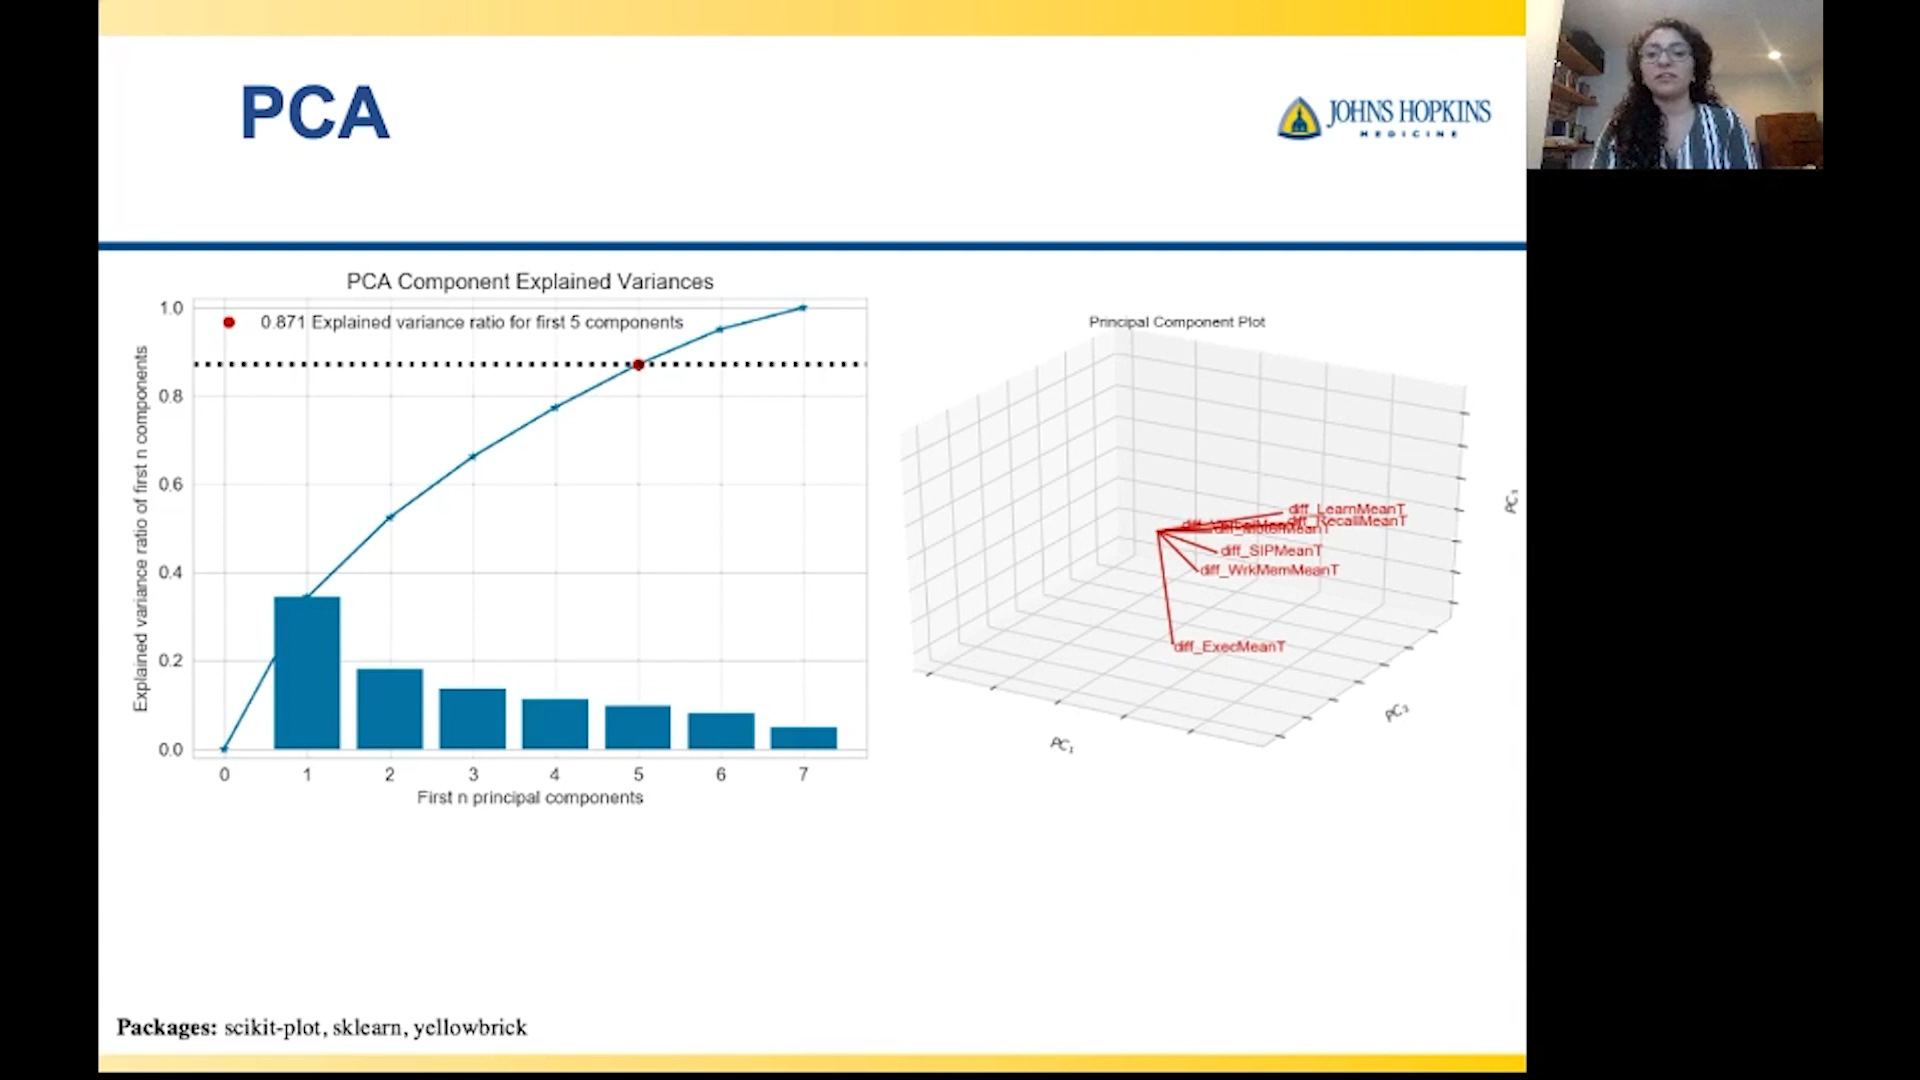 PCA
JOHNS HOPKINS
MEDICINE
PCA Component Explained Variances
0.871 Explained variance ratio for first 5 components
Explained variance ratio of first n components
1.0
0.8
0.6
0.4
0.2
0.0
0 1 2 3 4 5 6 7
First n principal components
Principal Component Plot
diff_LearnMeanT
diff_RecallMeanT
diff_MotorMeanT
diff_SIPMeanT
diff_WrkMemMeanT
diff_ExecMeanT
PC₁
PC₂
Packages: scikit-plot, sklearn, yellowbrick